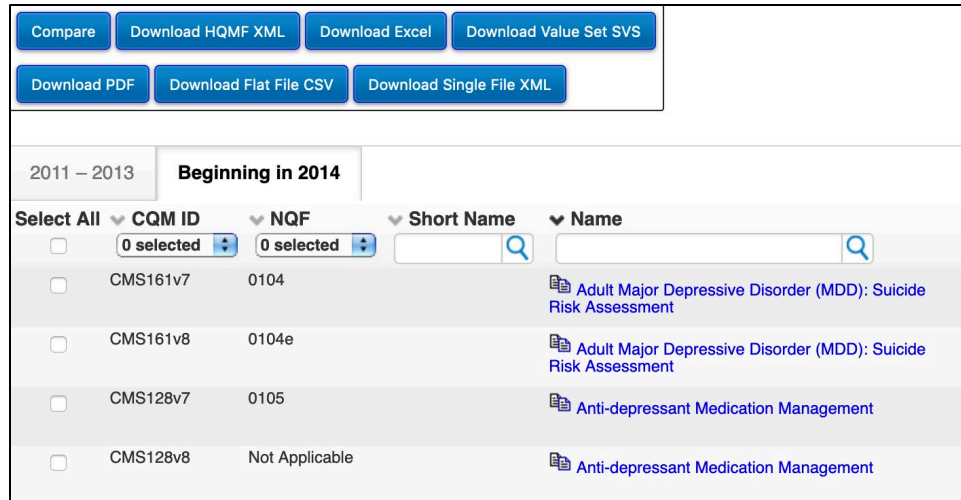 Compare Download HQMF XML Download Excel Download Value Set SVS
Download PDF Download Flat File CSV Download Single File XML
2011 – 2013 Beginning in 2014
Select All CQM ID NQF Short Name Name
0 selected 0 selected
CMS161v7 0104 Adult Major Depressive Disorder (MDD): Suicide
Risk Assessment
CMS161v8 0104e Adult Major Depressive Disorder (MDD): Suicide
Risk Assessment
CMS128v7 0105 Anti-depressant Medication Management
CMS128v8 Not Applicable Anti-depressant Medication Management